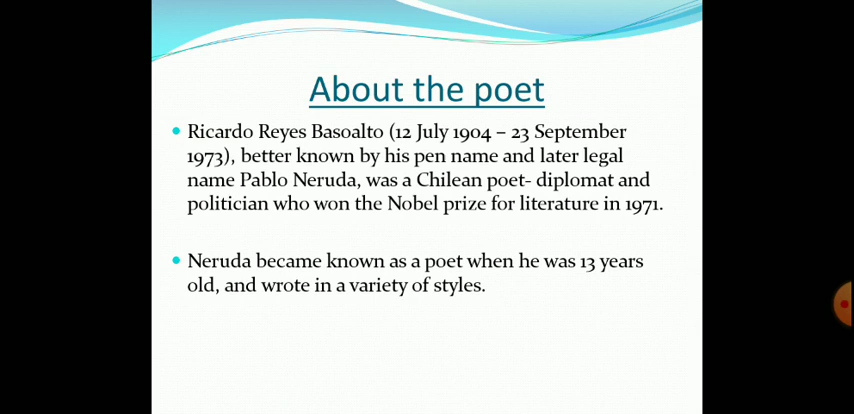 About the poet
Ricardo Reyes Basoalto (12 July 1904 – 23 September
1973), better known by his pen name and later legal
name Pablo Neruda, was a Chilean poet- diplomat and
politician who won the Nobel prize for literature in 1971.
Neruda became known as a poet when he was 13 years
old, and wrote in a variety of styles.